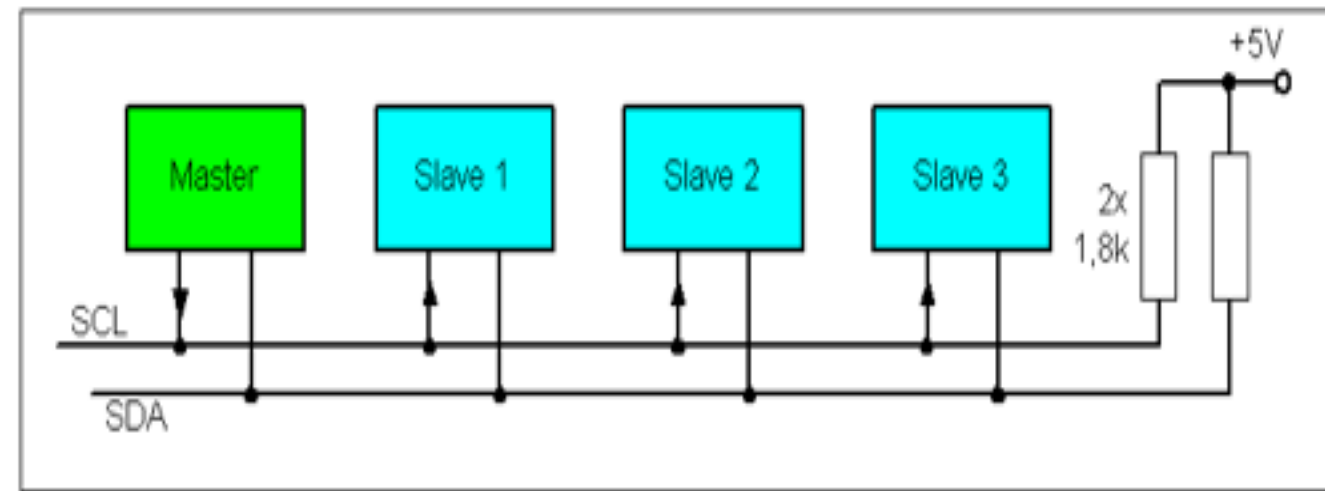 +5V
Master
Slave 1
Slave 2
Slave 3
2x
1,8k
SCL
SDA